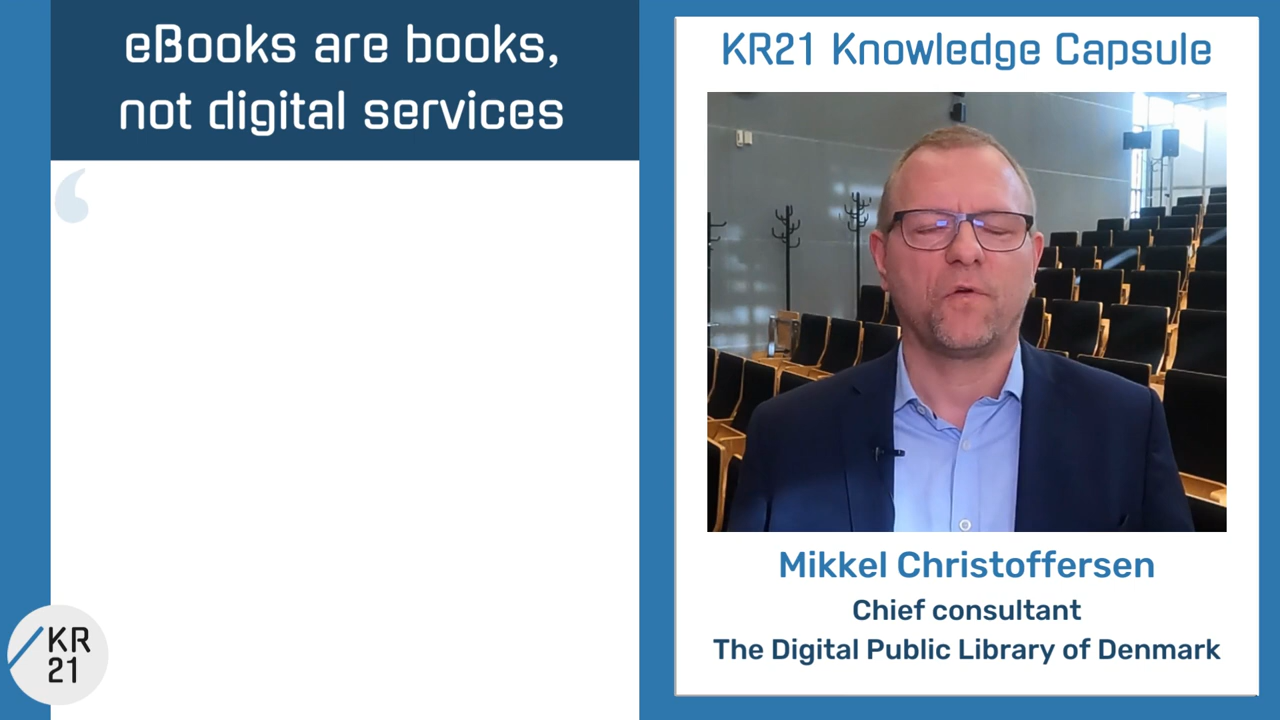 eBooks are books,
not digital services
‘
KR
21
KR21 Knowledge Capsule
Mikkel Christoffersen
Chief consultant
The Digital Public Library of Denmark